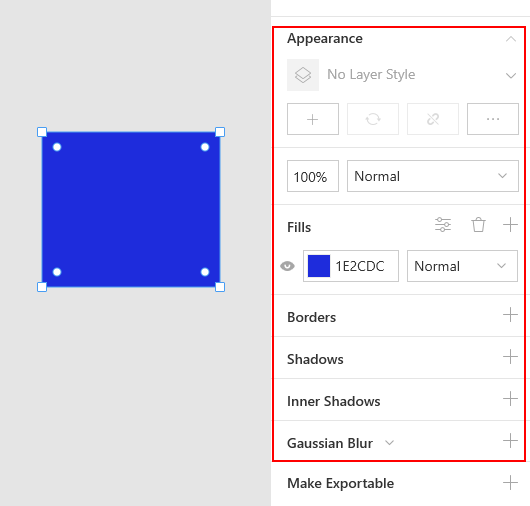 Appearance
No Layer Style
100% Normal
Fills
1E2CDC Normal
Borders
Shadows
Inner Shadows
Gaussian Blur
Make Exportable